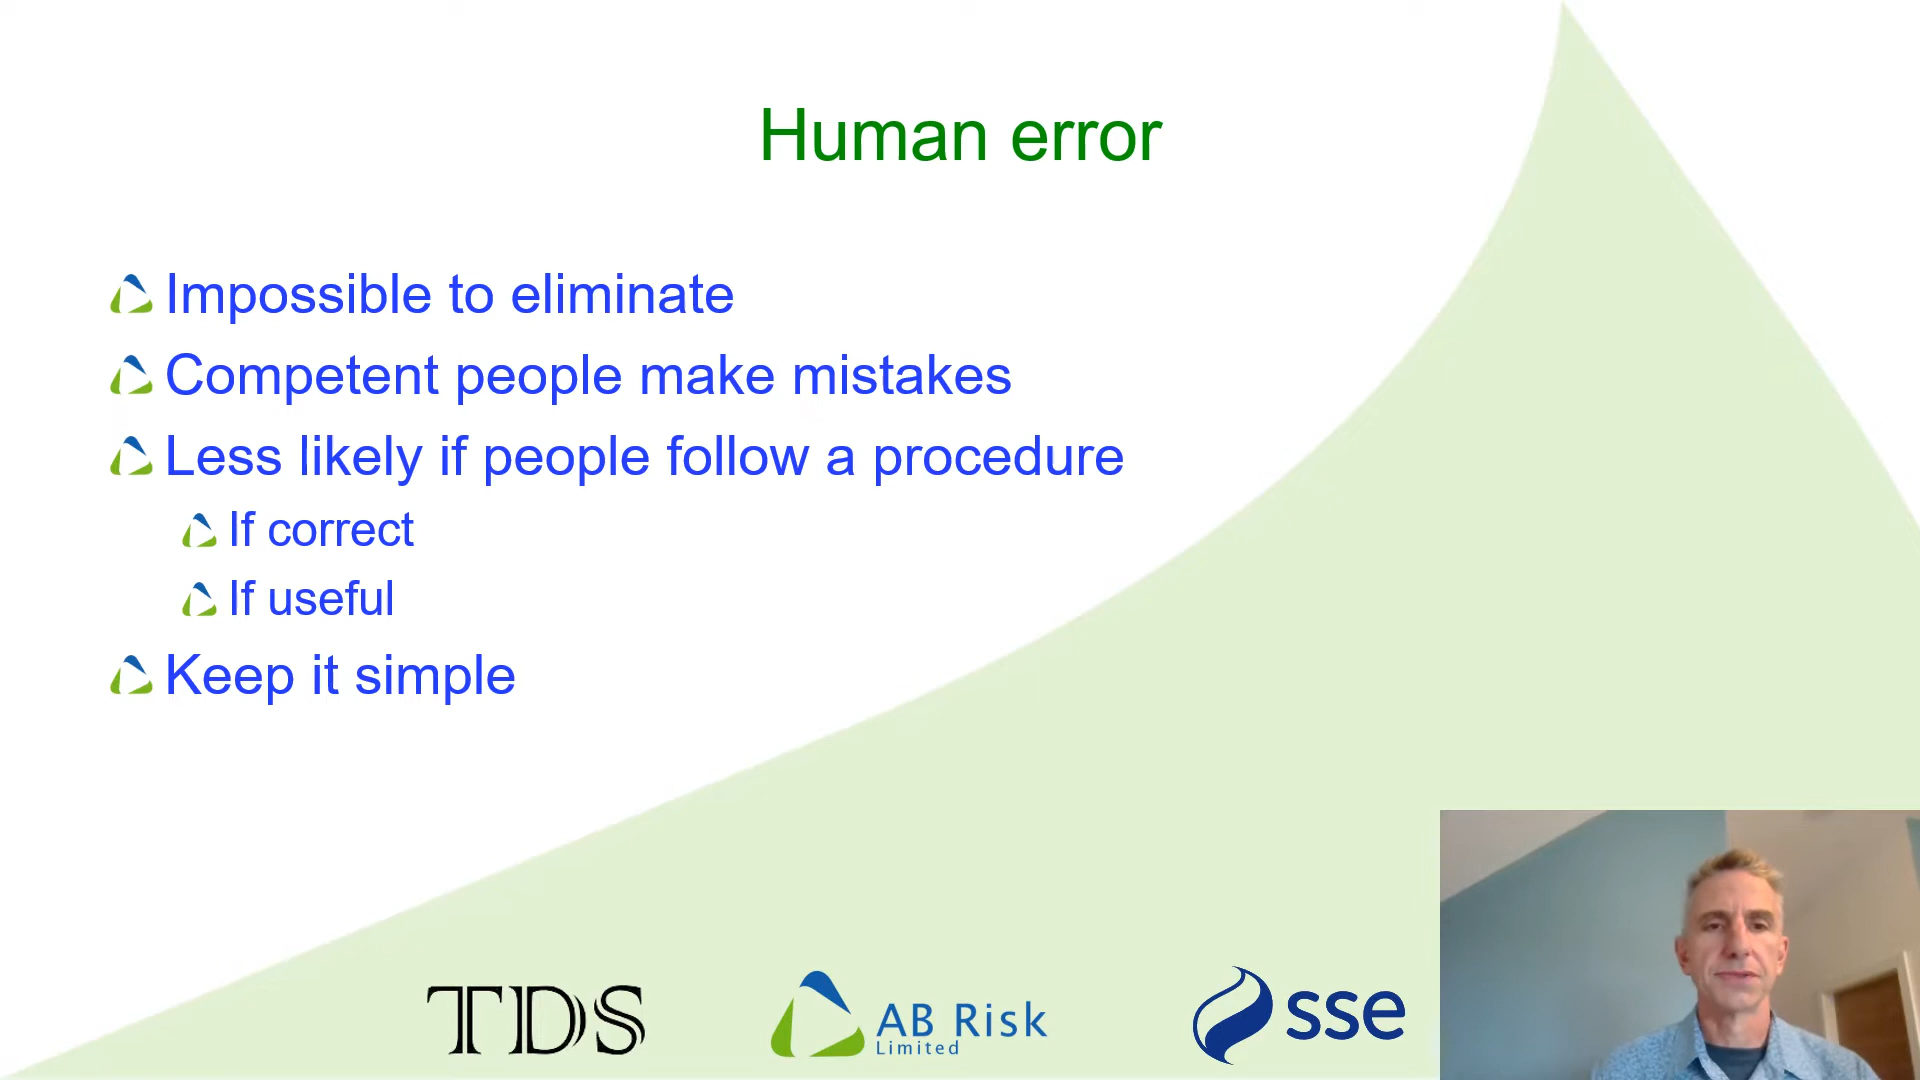 Human error
Impossible to eliminate
Competent people make mistakes
Less likely if people follow a procedure
If correct
If useful
Keep it simple
TDS
AB Risk
Limited
sse